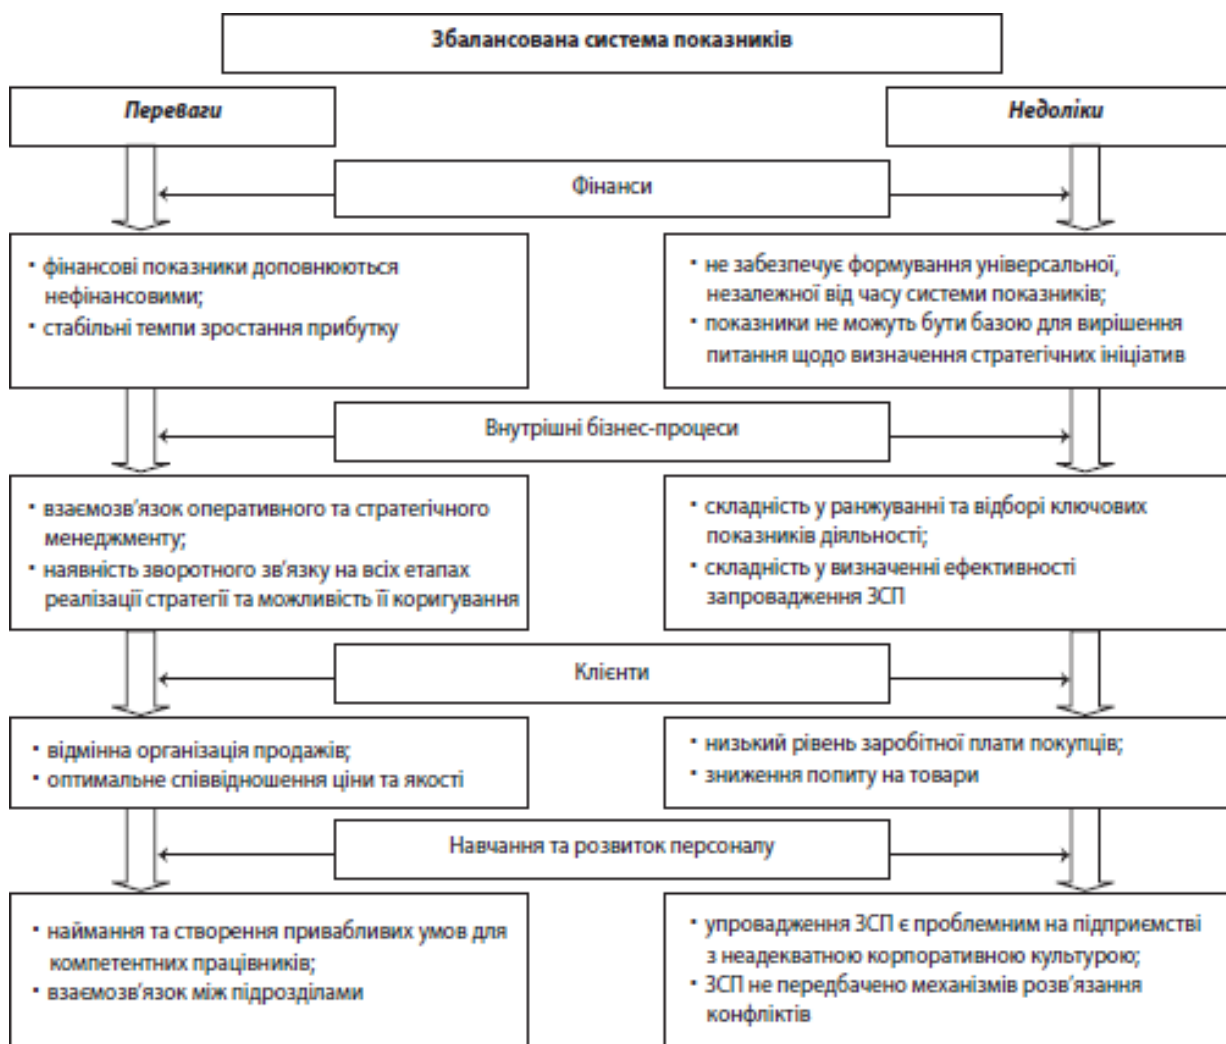 Збалансована система показників
Переваги
Недоліки
Фінанси
• фінансові показники доповнюються
нефінансовими;
• стабільні темпи зростання прибутку
• не забезпечує формування універсальної,
незалежної від часу системи показників;
• показники не можуть бути базою для вирішення
питання щодо визначення стратегічних ініціатив
Внутрішні бізнес-процеси
• взаємозв’язок оперативного та стратегічного
менеджменту;
• наявність зворотного зв’язку на всіх етапах
реалізації стратегії та можливість її коригування
• складність у ранжуванні та відборі ключових
показників діяльності;
• складність у визначенні ефективності
запровадження ЗСП
Клієнти
• відмінна організація продажів;
• оптимальне співвідношення ціни та якості
• низький рівень заробітної плати покупців;
• зниження попиту на товари
Навчання та розвиток персоналу
• наймання та створення привабливих умов для
компетентних працівників;
• взаємозв’язок між підрозділами
• упровадження ЗСП є проблемним на підприємстві
з неадекватною корпоративною культурою;
• ЗСП не передбачено механізмів розв’язання
конфліктів